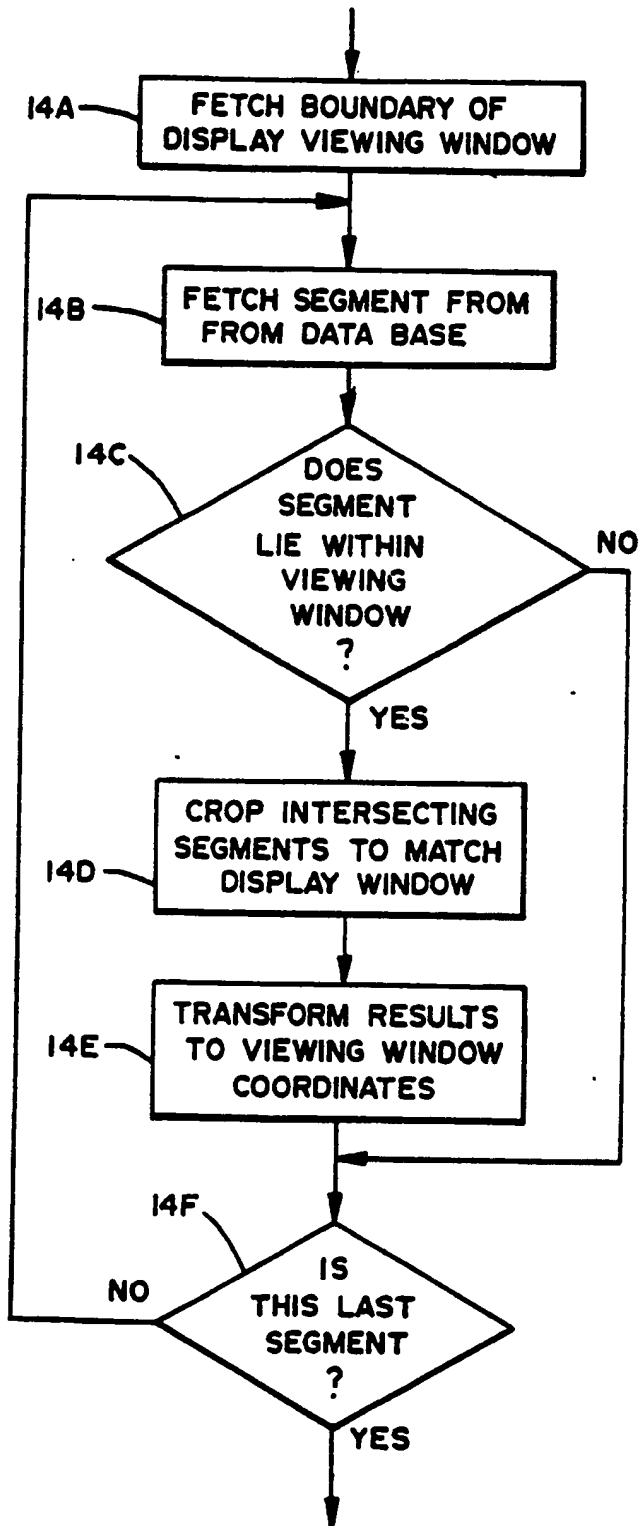 14A
FETCH BOUNDARY OF
DISPLAY VIEWING WINDOW
14B
FETCH SEGMENT FROM
FROM DATA BASE
14C
DOES
SEGMENT
LIE WITHIN
VIEWING
WINDOW
?
NO
YES
CROP INTERSECTING
SEGMENTS TO MATCH
14D
DISPLAY WINDOW
TRANSFORM RESULTS
14E
TO VIEWING WINDOW
COORDINATES
14F
IS
THIS LAST
SEGMENT
?
NO
YES